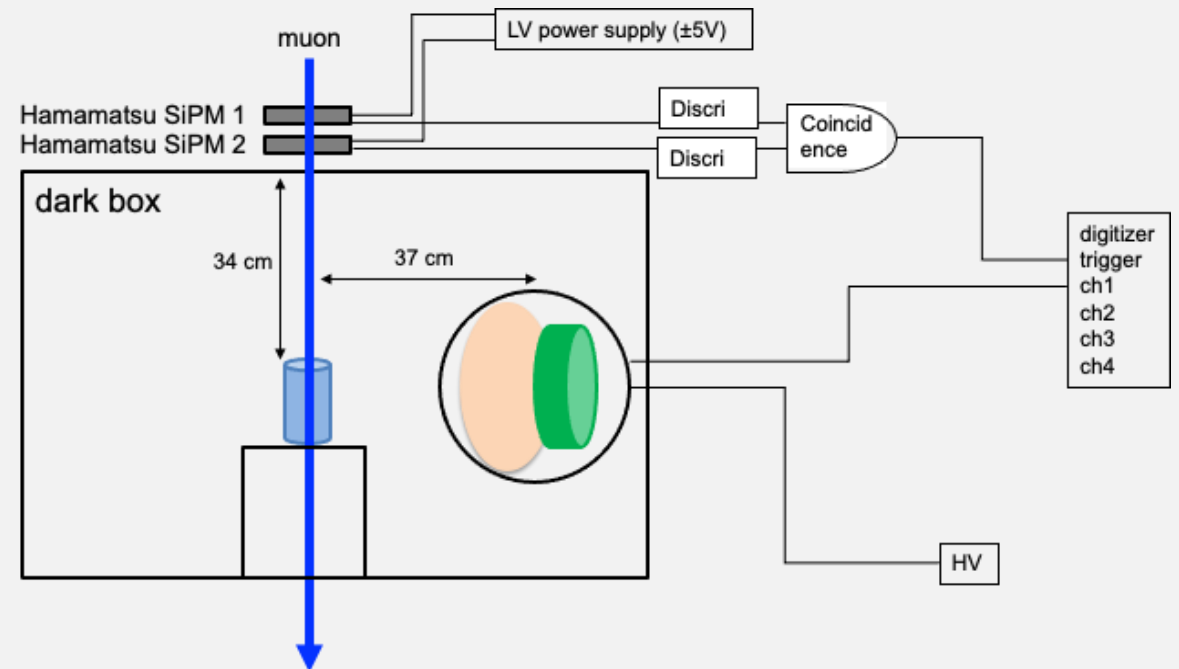 LV power supply (±5V)
muon
Hamamatsu SiPM 1
Hamamatsu SiPM 2
Discri
Discri
Coincid
ence
dark box
34 cm
37 cm
digitizer
trigger
ch1
ch2
ch3
ch4
HV